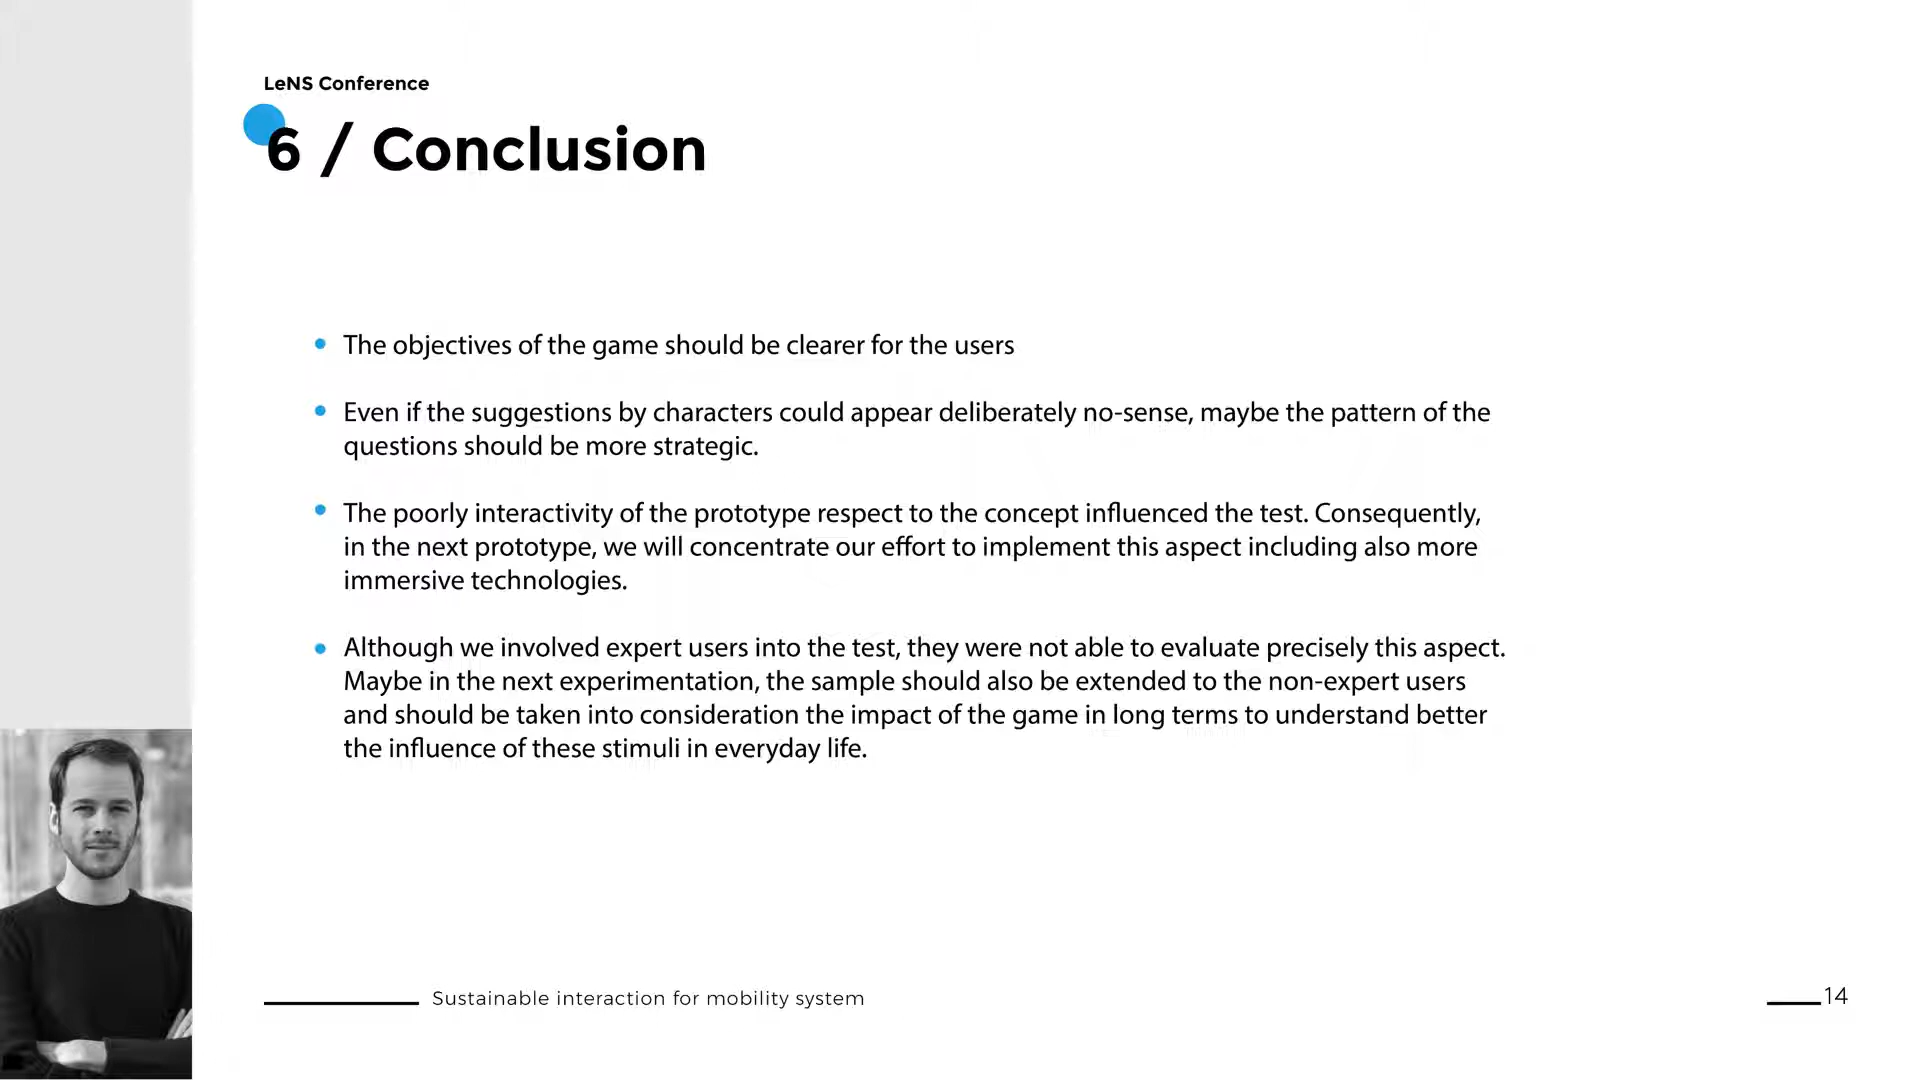 LeNS Conference
6 / Conclusion
• The objectives of the game should be clearer for the users
• Even if the suggestions by characters could appear deliberately no-sense, maybe the pattern of the
questions should be more strategic.
• The poorly interactivity of the prototype respect to the concept influenced the test. Consequently,
in the next prototype, we will concentrate our effort to implement this aspect including also more
immersive technologies.
• Although we involved expert users into the test, they were not able to evaluate precisely this aspect.
Maybe in the next experimentation, the sample should also be extended to the non-expert users
and should be taken into consideration the impact of the game in long terms to understand better
the influence of these stimuli in everyday life.
Sustainable interaction for mobility system
14